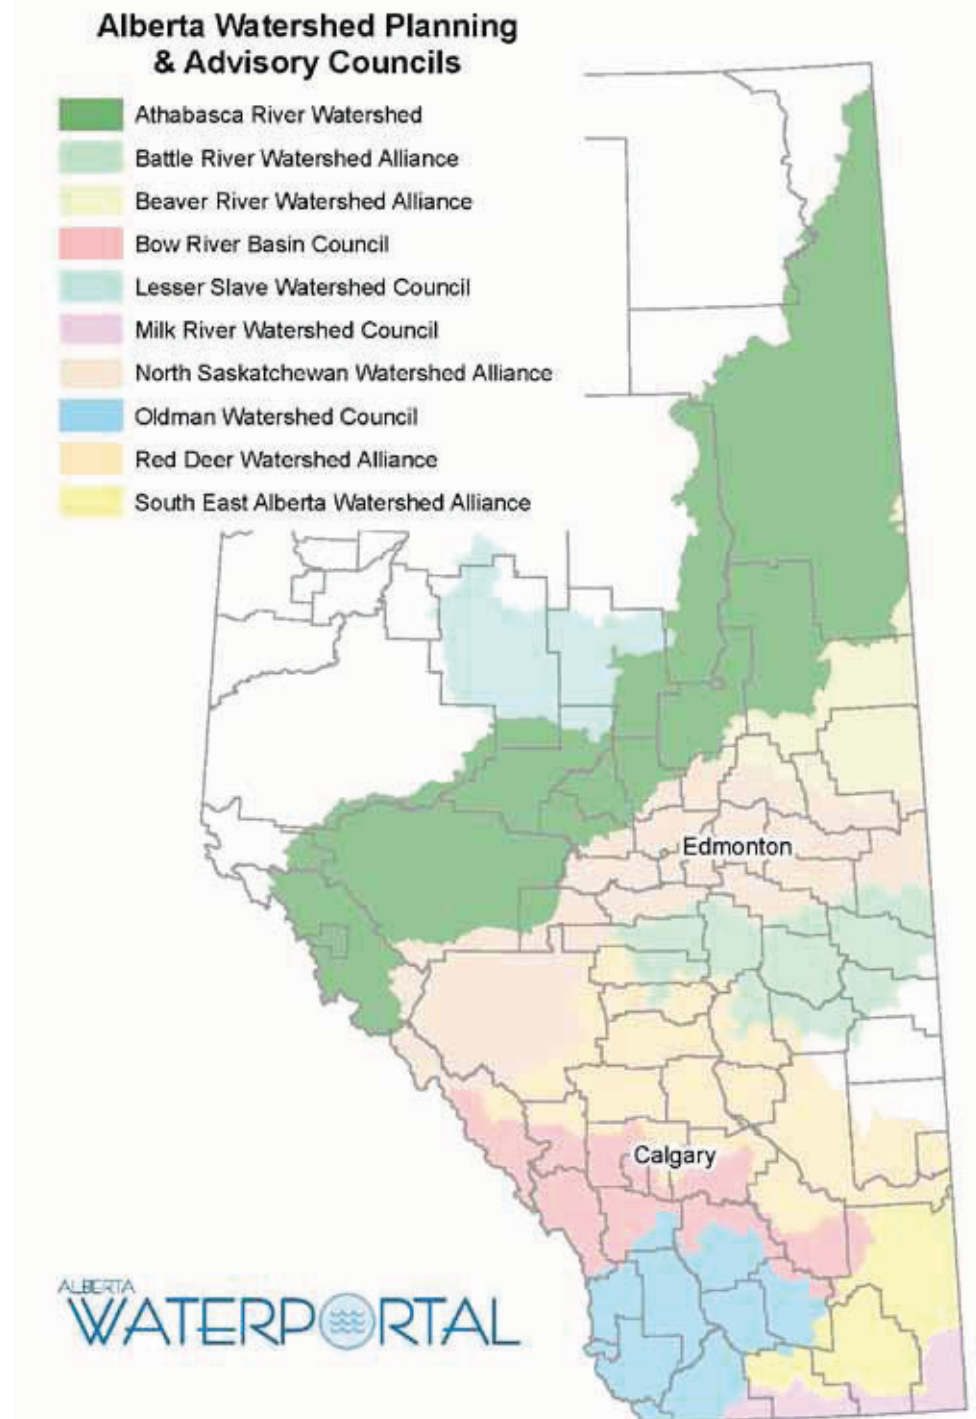 Alberta Watershed Planning
& Advisory Councils
Athabasca River Watershed
Battle River Watershed Alliance
Beaver River Watershed Alliance
Bow River Basin Council
Lesser Slave Watershed Council
Milk River Watershed Council
North Saskatchewan Watershed Alliance
Oldman Watershed Council
Red Deer Watershed Alliance
South East Alberta Watershed Alliance
Edmonton
Calgary
ALBERTA
WATERPORTAL